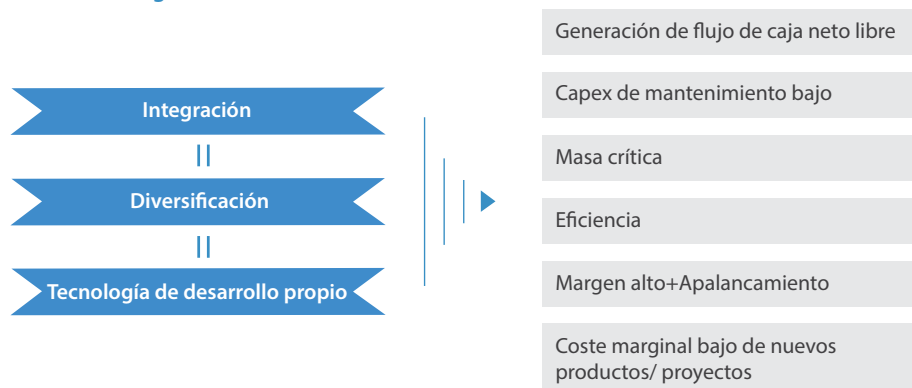 Integración
Diversificación
Tecnología de desarrollo propio
Generación de flujo de caja neto libre
Capex de mantenimiento bajo
Masa crítica
Eficiencia
Margen alto+Apalancamiento
Coste marginal bajo de nuevos
productos/ proyectos